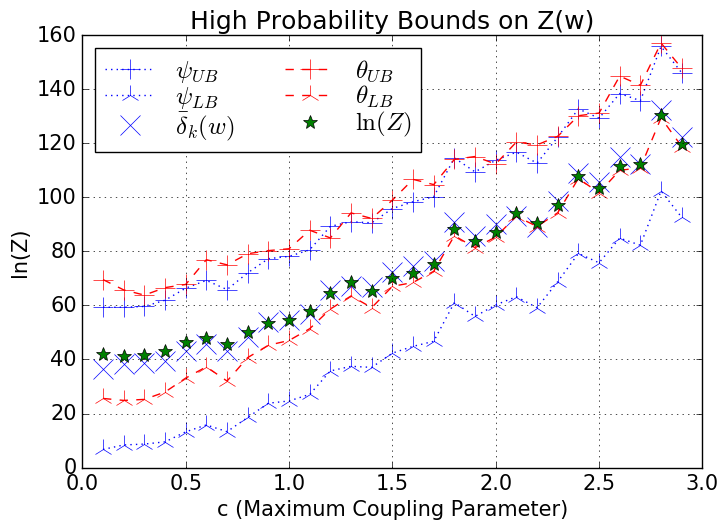 High Probability Bounds on Z(w)
ln(Z)
160
140
120
100
80
60
40
20
0
ψ_UB
ψ_LB
δ̄_k(w)
θ_UB
θ_LB
ln(Z)
0.0 0.5 1.0 1.5 2.0 2.5 3.0
c (Maximum Coupling Parameter)